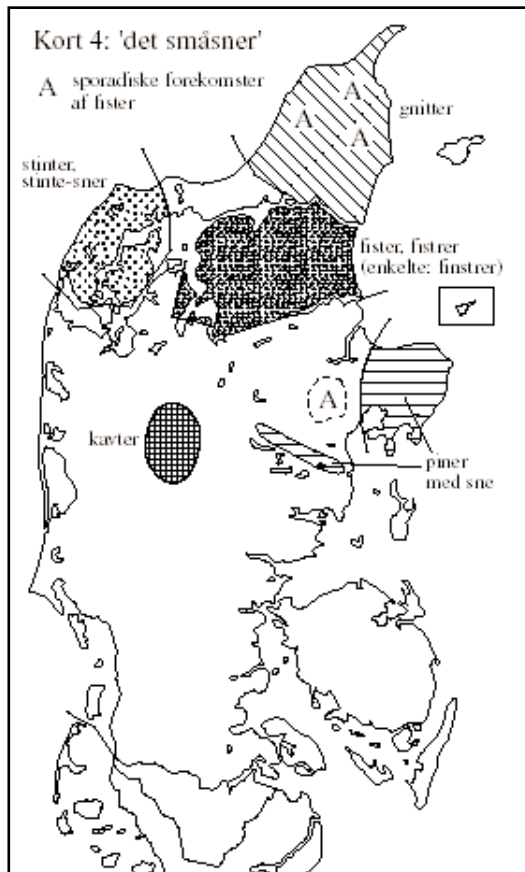 Kort 4: 'det småsner'
A sporadiske forekomster
af fister
A
A
A
gnitter
stinter,
stinte-sner
fister, fistrer
(enkelte: finstrer)
A
kavter
piner
med sne